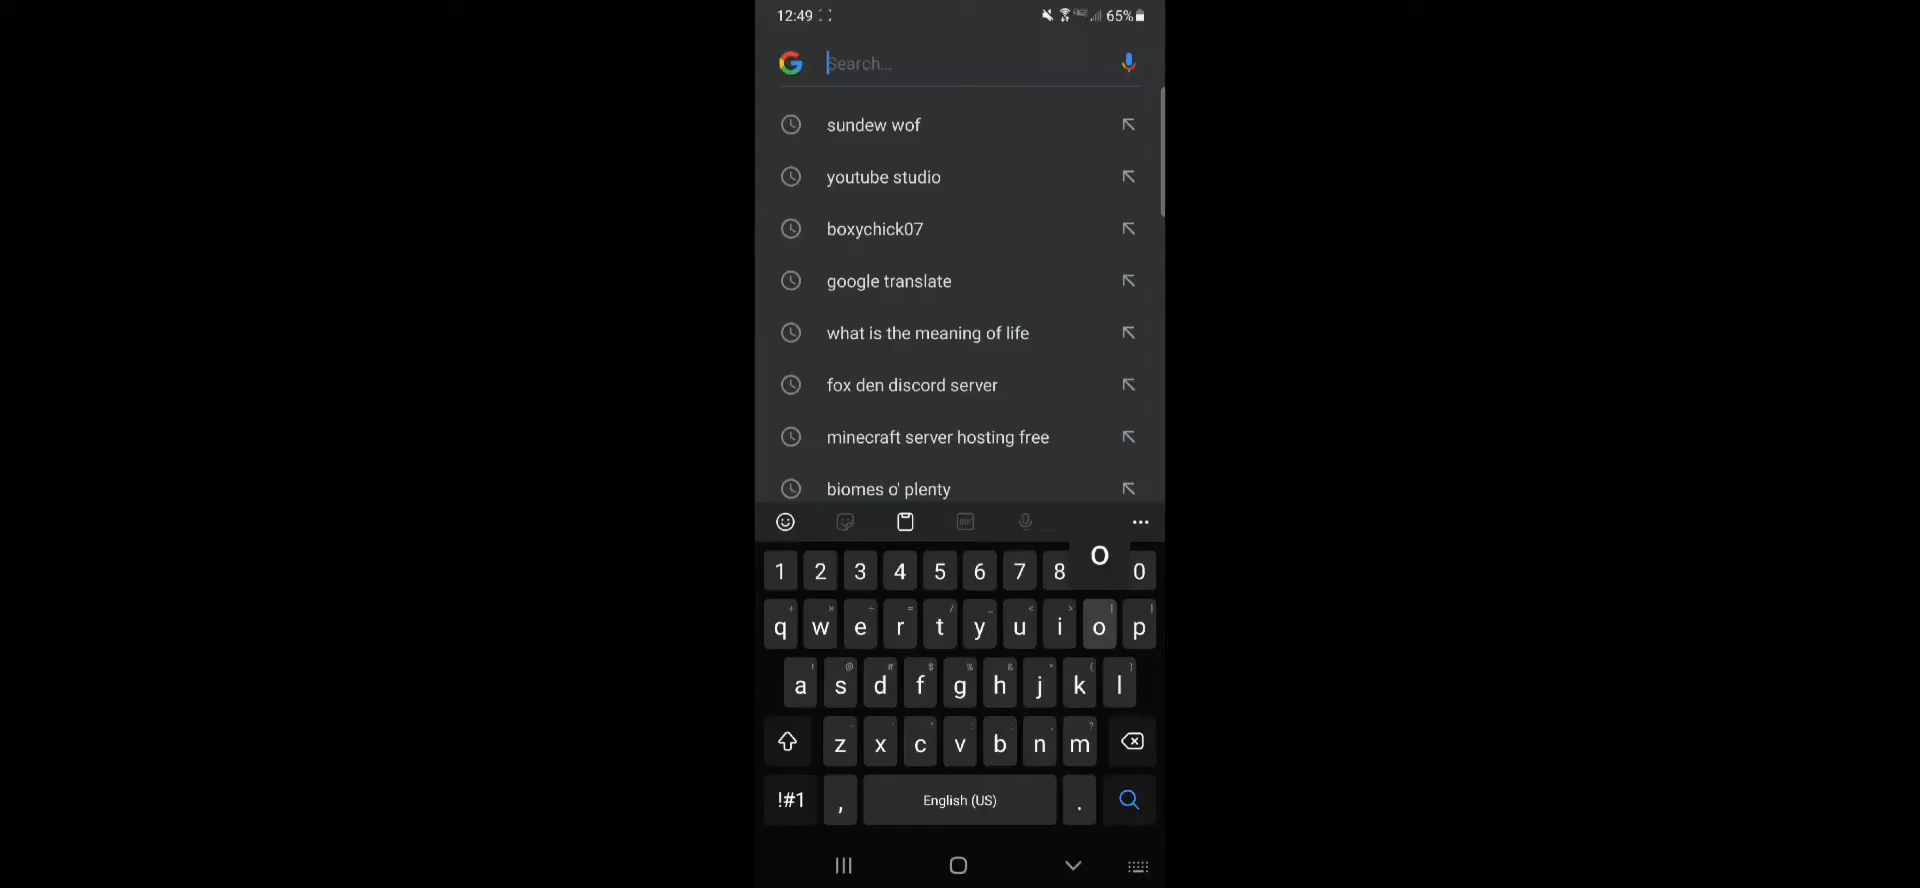 12:49 65%
Search...
sundew wof
youtube studio
boxychick07
google translate
what is the meaning of life
fox den discord server
minecraft server hosting free
biomes o' plenty
GIF
o
1 2 3 4 5 6 7 8 0
q w e r t y u i o p
a s d f g h j k l
z x c v b n m
!#1 , English (US) .